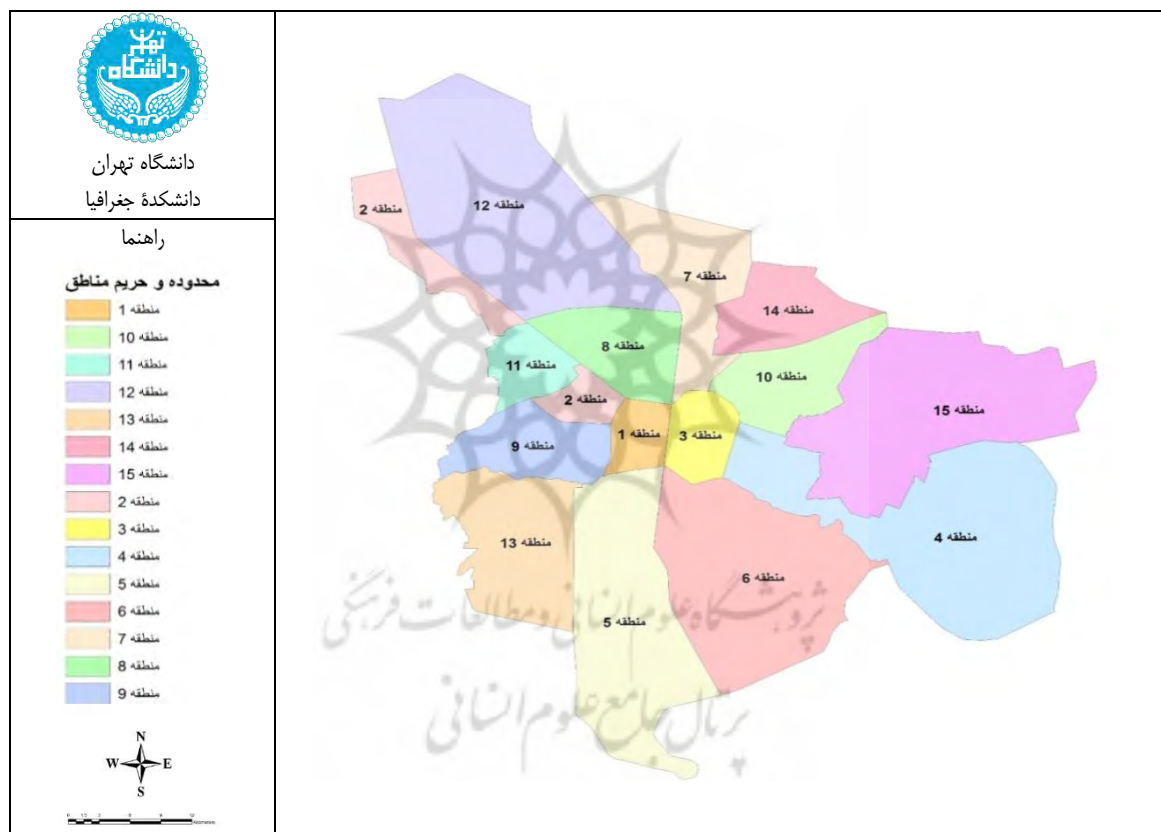 تهران
دانشگاه
دانشگاه تهران
دانشکدهٔ جغرافیا
راهنما
محدوده و حریم مناطق
منطقه 1
منطقه 10
منطقه 11
منطقه 12
منطقه 13
منطقه 14
منطقه 15
منطقه 2
منطقه 3
منطقه 4
منطقه 5
منطقه 6
منطقه 7
منطقه 8
منطقه 9
N
W E
S
منطقه 12
منطقه 2
منطقه 7
منطقه 14
منطقه 8
منطقه 11
منطقه 10
منطقه 2
منطقه 15
منطقه 1
منطقه 3
منطقه 9
منطقه 4
منطقه 13
منطقه 6
منطقه 5
پژوهشگاه علوم انسانی و مطالعات فرهنگی
پرتال جامع علوم انسانی